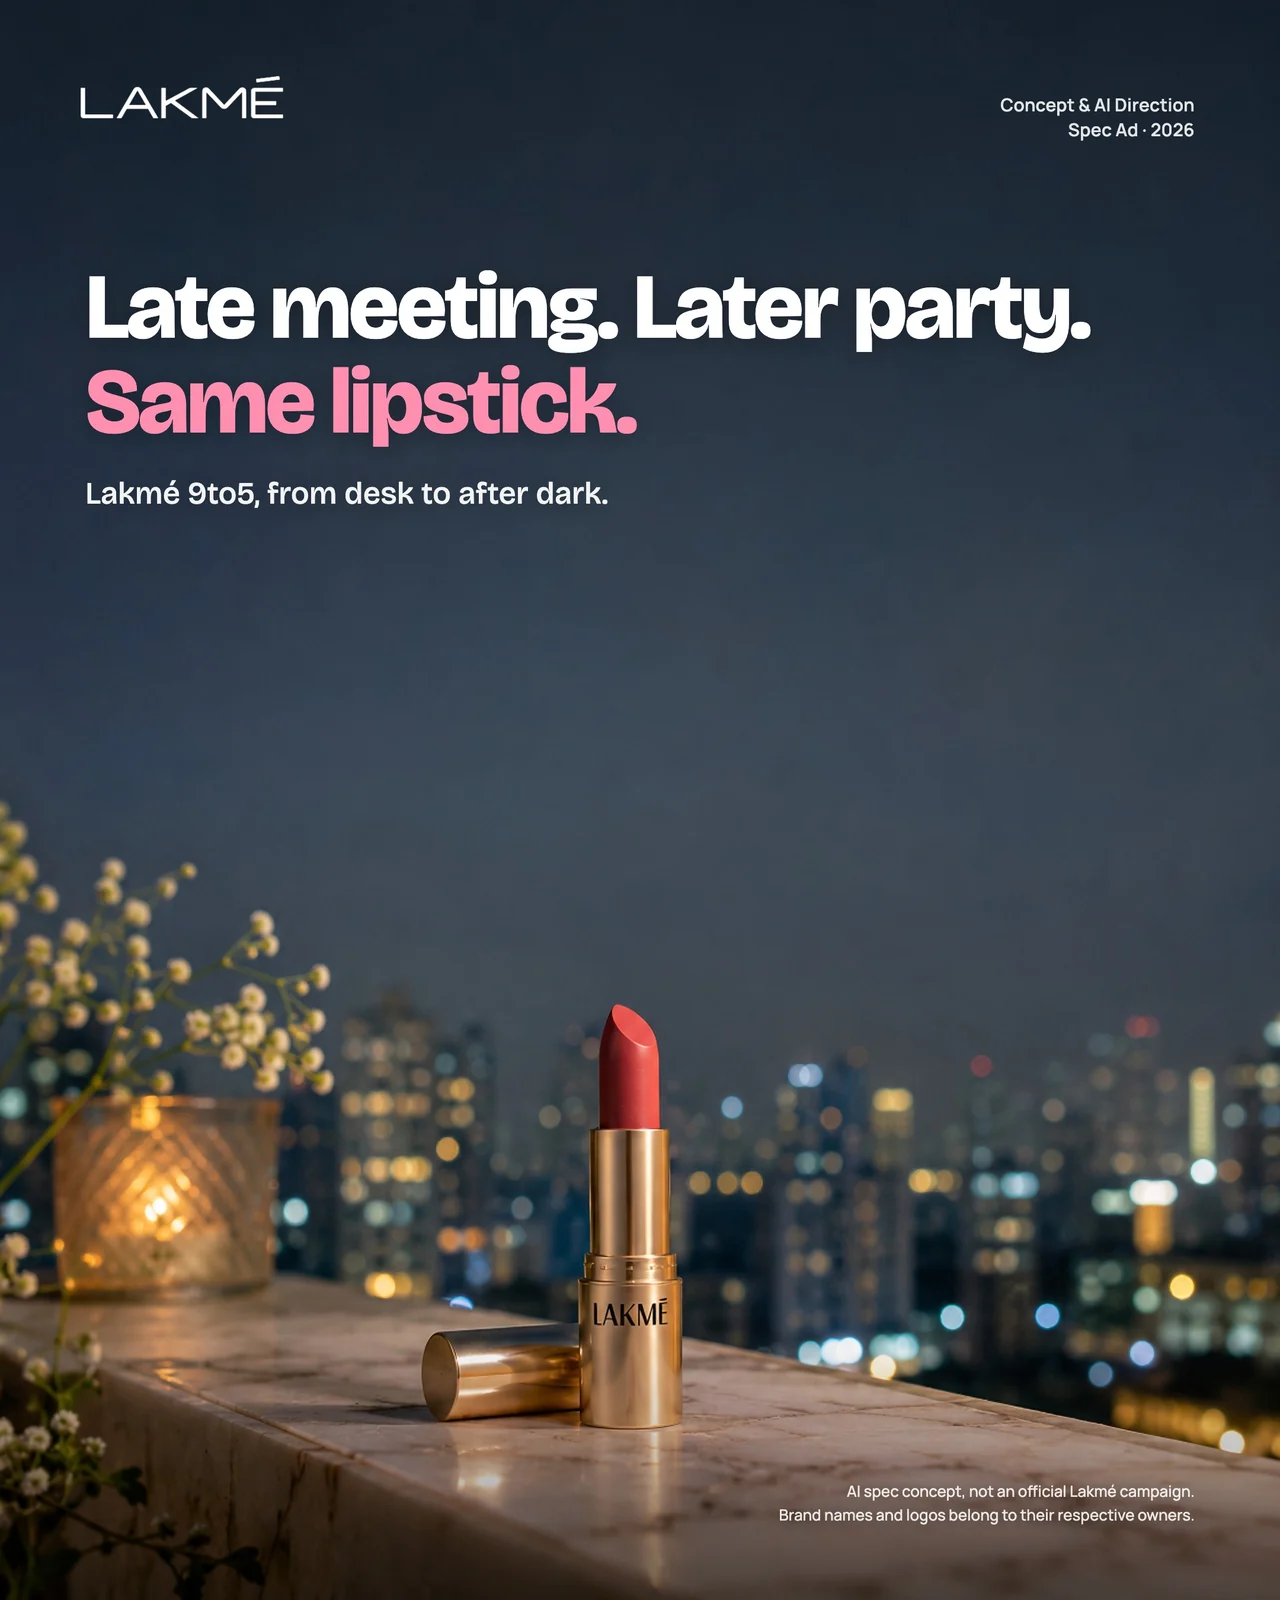 LAKMÉ
Concept & AI Direction
Spec Ad · 2026
Late meeting. Later party.
Same lipstick.
Lakmé 9to5, from desk to after dark.
LAKMÉ
AI spec concept, not an official Lakmé campaign.
Brand names and logos belong to their respective owners.